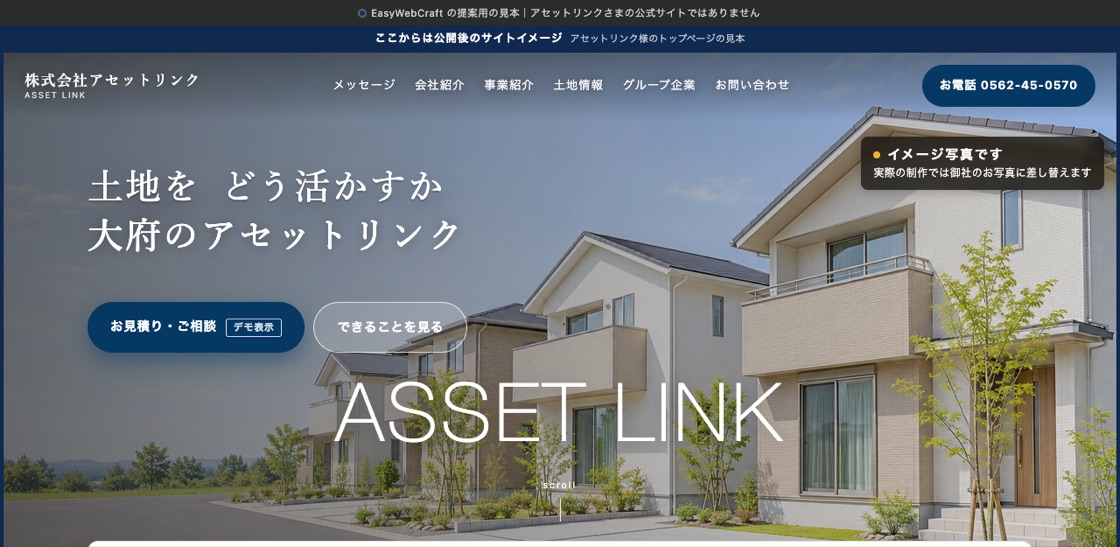 EasyWebCraft の提案用の見本｜アセットリンクさまの公式サイトではありません
ここからは公開後のサイトイメージ アセットリンク様のトップページの見本
株式会社アセットリンク
ASSET LINK
メッセージ 会社紹介 事業紹介 土地情報 グループ企業 お問い合わせ
お電話 0562-45-0570
イメージ写真です
実際の制作では御社のお写真に差し替えます
土地を どう活かすか
大府のアセットリンク
お見積り・ご相談 デモ表示
できることを見る
ASSET LINK
scroll